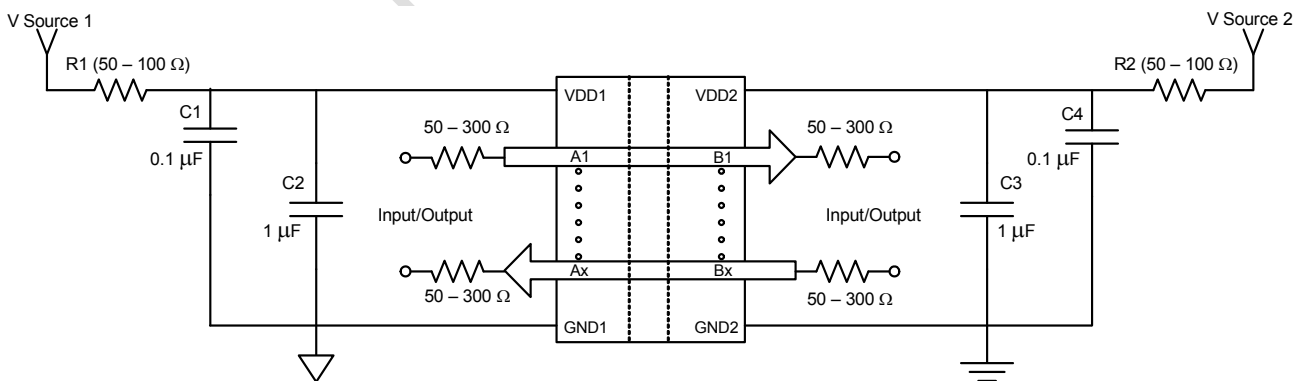 V Source 1
V Source 2
R1 (50 – 100 Ω)
R2 (50 – 100 Ω)
VDD1
VDD2
C1
C4
50 – 300 Ω
50 – 300 Ω
0.1 μF
0.1 μF
A1
B1
C2
C3
Input/Output
Input/Output
1 μF
1 μF
Ax
Bx
50 – 300 Ω
50 – 300 Ω
GND1
GND2